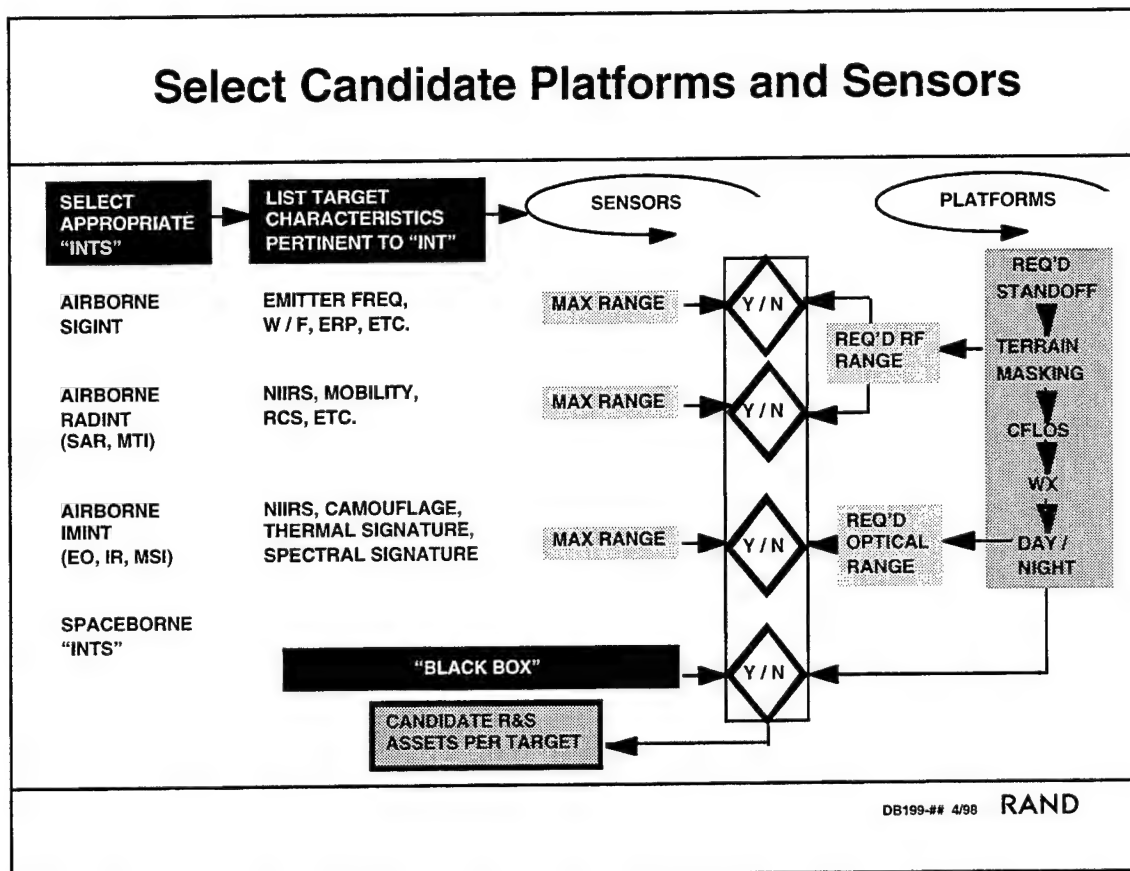 Select Candidate Platforms and Sensors
SELECT
APPROPRIATE
“INTS”
LIST TARGET
CHARACTERISTICS
PERTINENT TO “INT”
SENSORS
PLATFORMS
AIRBORNE
SIGINT
EMITTER FREQ,
W / F, ERP, ETC.
MAX RANGE
Y / N
REQ'D RF
RANGE
REQ'D
STANDOFF
TERRAIN
MASKING
CFLOS
WX
DAY /
NIGHT
AIRBORNE
RADINT
(SAR, MTI)
NIIRS, MOBILITY,
RCS, ETC.
MAX RANGE
Y / N
AIRBORNE
IMINT
(EO, IR, MSI)
NIIRS, CAMOUFLAGE,
THERMAL SIGNATURE,
SPECTRAL SIGNATURE
MAX RANGE
Y / N
REQ'D
OPTICAL
RANGE
SPACEBORNE
“INTS”
“BLACK BOX”
Y / N
CANDIDATE R&S
ASSETS PER TARGET
DB199-## 4/98 RAND